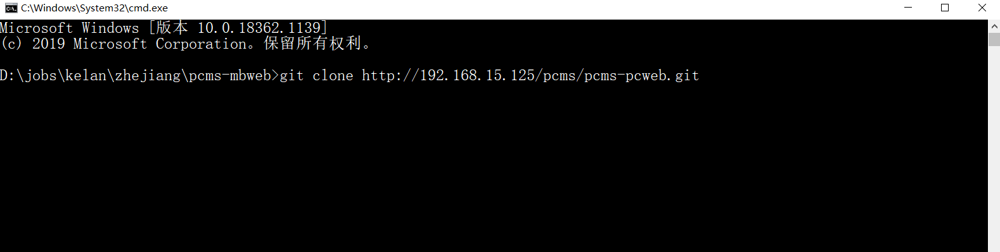 C:\Windows\System32\cmd.exe
Microsoft Windows [版本 10.0.18362.1139]
(c) 2019 Microsoft Corporation。保留所有权利。
D:\jobs\kelan\zhejiang\pcms-mbweb>git clone http://192.168.15.125/pcms/pcms-pcweb.git